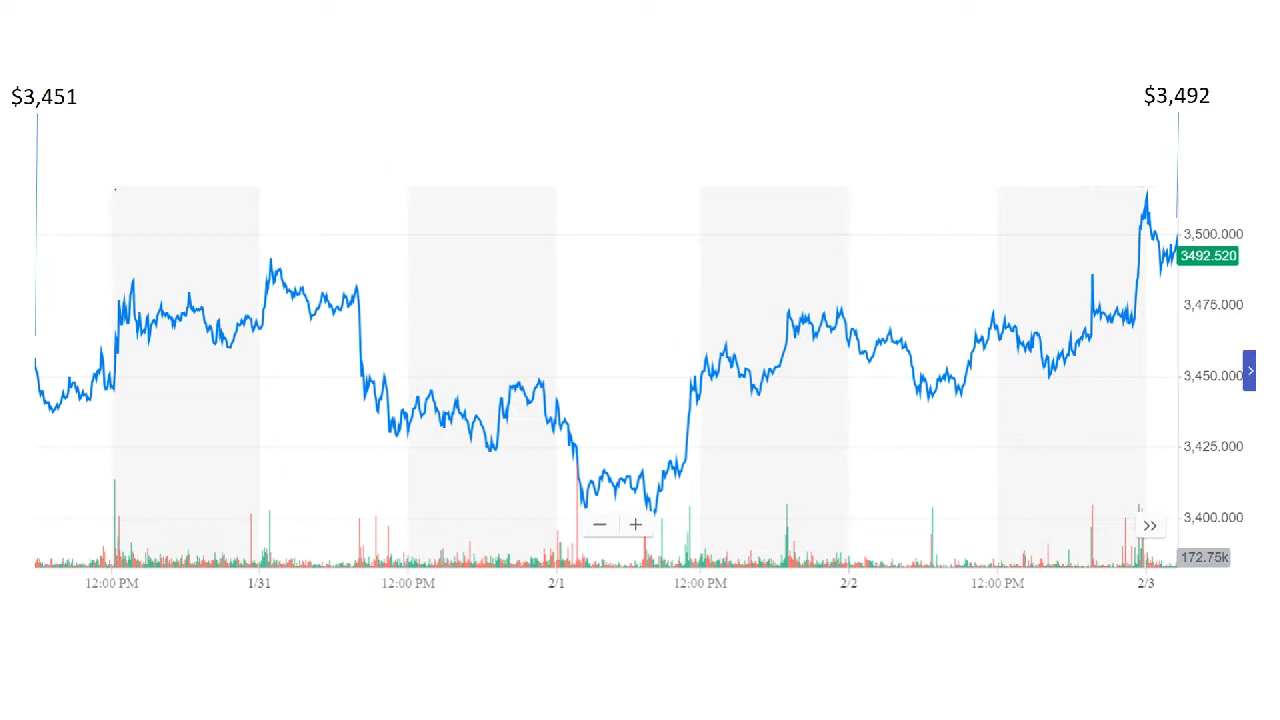 $3,451
$3,492
3,500.000
3492.520
3,475.000
3,450.000
3,425.000
3,400.000
172.75k
12:00 PM
1/31
12:00 PM
2/1
12:00 PM
2/2
12:00 PM
2/3